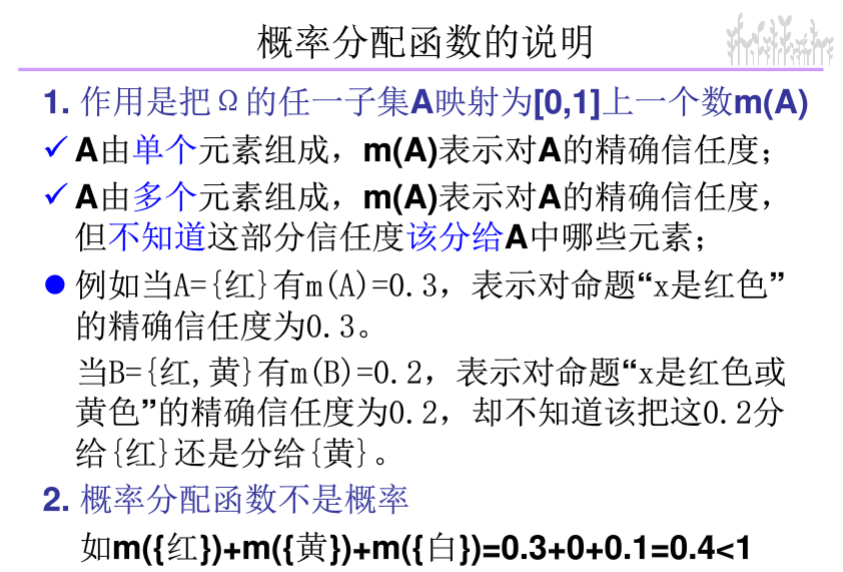 概率分配函数的说明
1. 作用是把Ω的任一子集A映射为[0,1]上一个数m(A)
✓ A由单个元素组成，m(A)表示对A的精确信任度；
✓ A由多个元素组成，m(A)表示对A的精确信任度，
但不知道这部分信任度该分给A中哪些元素；
● 例如当A={红}有m(A)=0.3，表示对命题“x是红色”
的精确信任度为0.3。
当B={红,黄}有m(B)=0.2，表示对命题“x是红色或
黄色”的精确信任度为0.2，却不知道该把这0.2分
给{红}还是分给{黄}。
2. 概率分配函数不是概率
如m({红})+m({黄})+m({白})=0.3+0+0.1=0.4<1